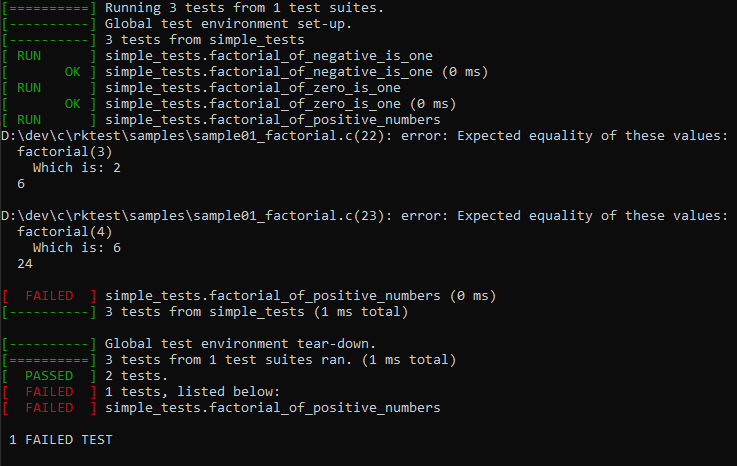 [==========] Running 3 tests from 1 test suites.
[----------] Global test environment set-up.
[----------] 3 tests from simple_tests
[ RUN      ] simple_tests.factorial_of_negative_is_one
[       OK ] simple_tests.factorial_of_negative_is_one (0 ms)
[ RUN      ] simple_tests.factorial_of_zero_is_one
[       OK ] simple_tests.factorial_of_zero_is_one (0 ms)
[ RUN      ] simple_tests.factorial_of_positive_numbers
D:\dev\c\rktest\samples\sample01_factorial.c(22): error: Expected equality of these values:
  factorial(3)
    Which is: 2
  6
D:\dev\c\rktest\samples\sample01_factorial.c(23): error: Expected equality of these values:
  factorial(4)
    Which is: 6
  24
[  FAILED  ] simple_tests.factorial_of_positive_numbers (0 ms)
[----------] 3 tests from simple_tests (1 ms total)
[----------] Global test environment tear-down.
[==========] 3 tests from 1 test suites ran. (1 ms total)
[  PASSED  ] 2 tests.
[  FAILED  ] 1 tests, listed below:
[  FAILED  ] simple_tests.factorial_of_positive_numbers
 1 FAILED TEST